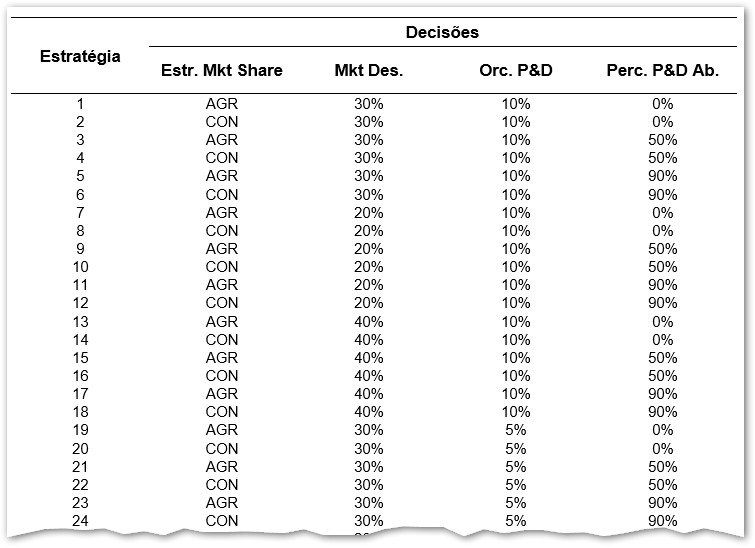 Decisões
Estratégia
Estr. Mkt Share Mkt Des. Orc. P&D Perc. P&D Ab.
1 AGR 30% 10% 0%
2 CON 30% 10% 0%
3 AGR 30% 10% 50%
4 CON 30% 10% 50%
5 AGR 30% 10% 90%
6 CON 30% 10% 90%
7 AGR 20% 10% 0%
8 CON 20% 10% 0%
9 AGR 20% 10% 50%
10 CON 20% 10% 50%
11 AGR 20% 10% 90%
12 CON 20% 10% 90%
13 AGR 40% 10% 0%
14 CON 40% 10% 0%
15 AGR 40% 10% 50%
16 CON 40% 10% 50%
17 AGR 40% 10% 90%
18 CON 40% 10% 90%
19 AGR 30% 5% 0%
20 CON 30% 5% 0%
21 AGR 30% 5% 50%
22 CON 30% 5% 50%
23 AGR 30% 5% 90%
24 CON 30% 5% 90%